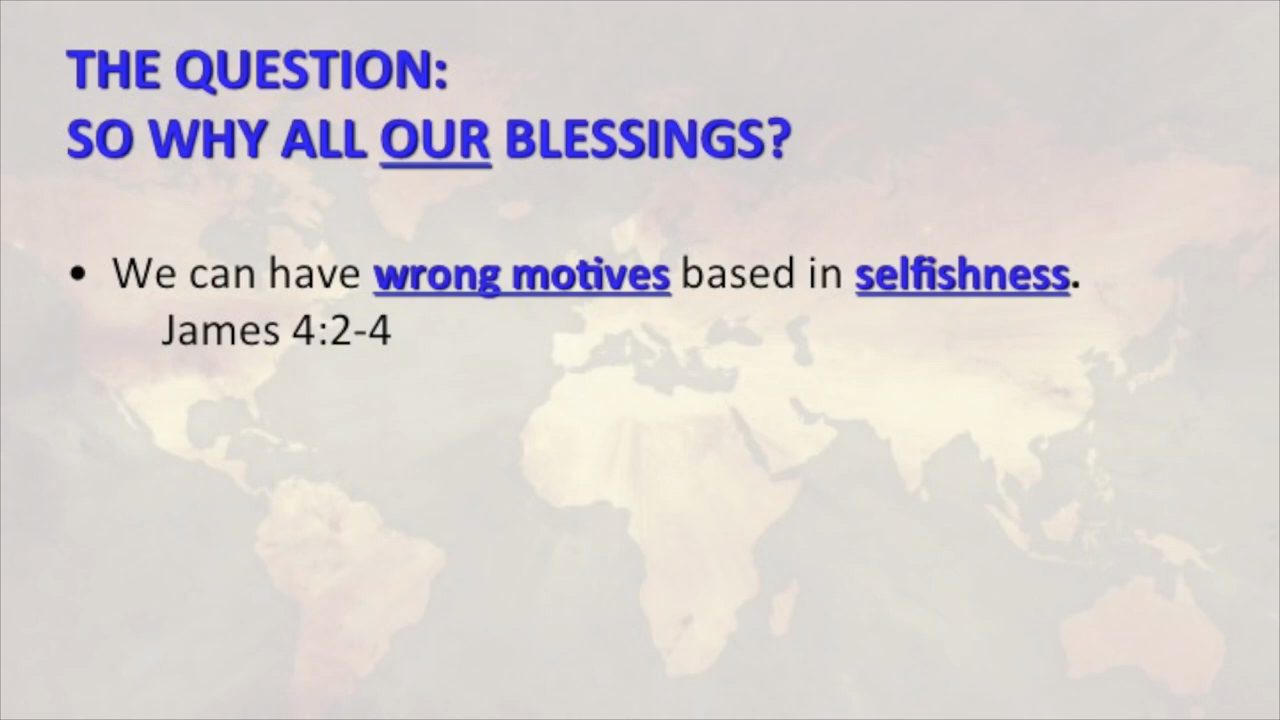 THE QUESTION:
SO WHY ALL OUR BLESSINGS?
• We can have wrong motives based in selfishness.
James 4:2-4